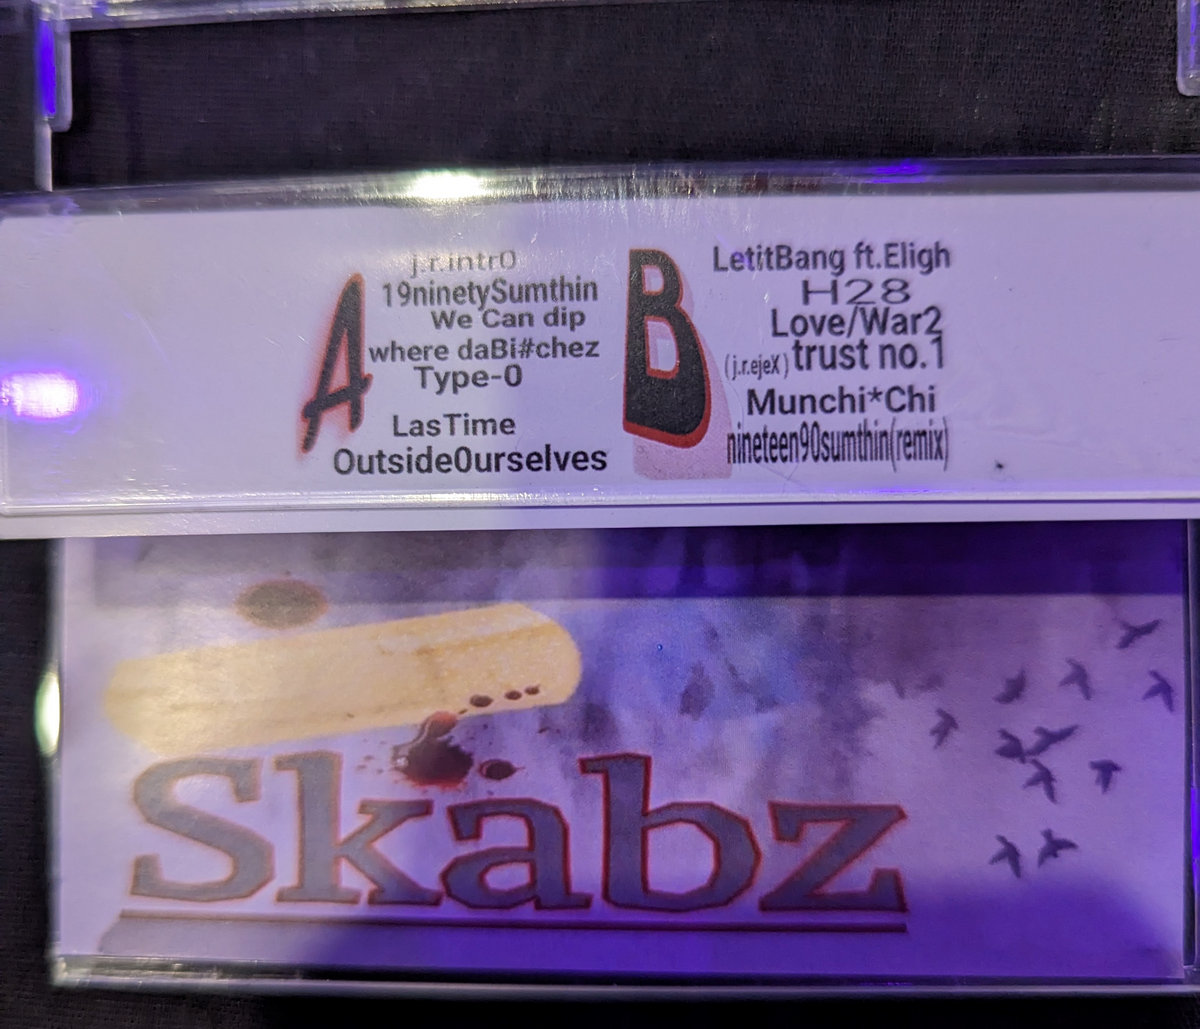 A
j.r.intr0
19ninetySumthin
We Can dip
where daBi#chez
Type-0
LasTime
Outside0urselves
B
LetitBang ft.Eligh
H28
Love/War2
(j.r.ejeX) trust no.1
Munchi*Chi
nineteen90sumthin(remix)
Skabz